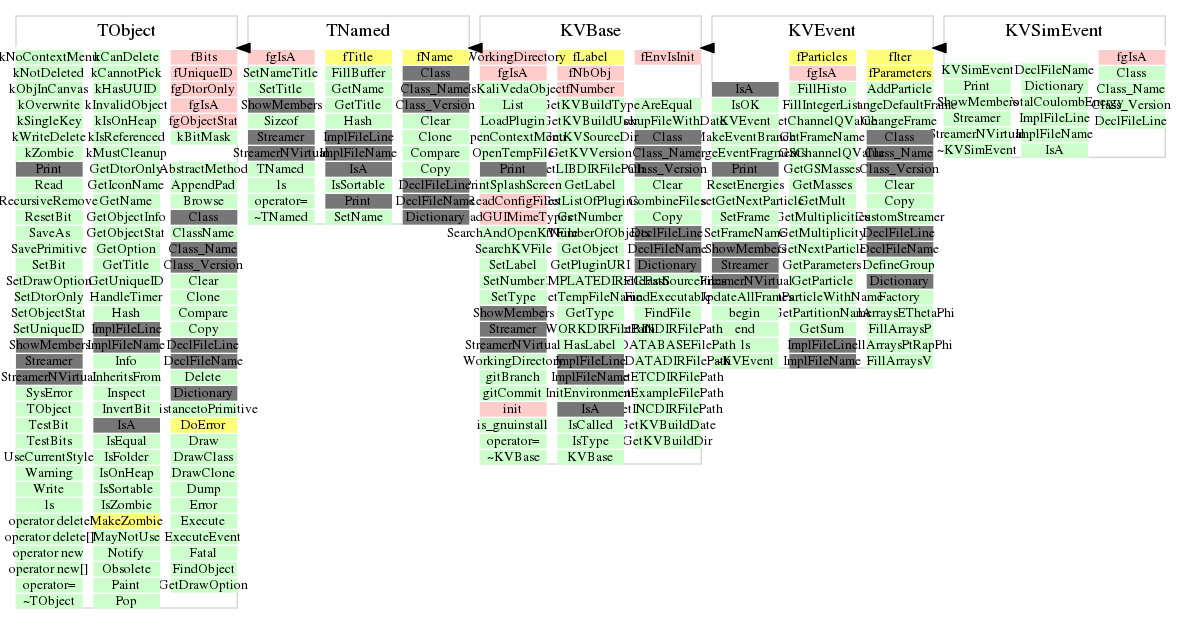 TObject
kNoContextMenu
kNotDeleted
kObjInCanvas
kOverwrite
kSingleKey
kWriteDelete
kZombie
Print
Read
RecursiveRemove
ResetBit
SaveAs
SavePrimitive
SetBit
SetDrawOption
SetDtorOnly
SetObjectStat
SetUniqueID
ShowMembers
Streamer
StreamerNVirtual
SysError
TObject
TestBit
TestBits
UseCurrentStyle
Warning
Write
ls
operator delete
operator delete[]
operator new
operator new[]
operator=
~TObject
kCanDelete
kCannotPick
kHasUUID
kInvalidObject
kIsOnHeap
kIsReferenced
kMustCleanup
GetDtorOnly
GetIconName
GetName
GetObjectInfo
GetObjectStat
GetOption
GetTitle
GetUniqueID
HandleTimer
Hash
ImplFileLine
ImplFileName
Info
InheritsFrom
Inspect
InvertBit
IsA
IsEqual
IsFolder
IsOnHeap
IsSortable
IsZombie
MakeZombie
MayNotUse
Notify
Obsolete
Paint
Pop
fBits
fUniqueID
fgDtorOnly
fgIsA
fgObjectStat
kBitMask
AbstractMethod
AppendPad
Browse
Class
ClassName
Class_Name
Class_Version
Clear
Clone
Compare
Copy
DeclFileLine
DeclFileName
Delete
Dictionary
istancetoPrimitive
DoError
Draw
DrawClass
DrawClone
Dump
Error
Execute
ExecuteEvent
Fatal
FindObject
GetDrawOption
TNamed
fgIsA
SetNameTitle
SetTitle
ShowMembers
Sizeof
Streamer
StreamerNVirtual
TNamed
ls
operator=
~TNamed
fTitle
FillBuffer
GetName
GetTitle
Hash
ImplFileLine
ImplFileName
IsA
IsSortable
Print
SetName
fName
Class
Class_Name
Class_Version
Clear
Clone
Compare
Copy
DeclFileLine
DeclFileName
Dictionary
KVBase
WorkingDirectory
fgIsA
IsKaliVedaObject
List
LoadPlugin
OpenContextMenu
OpenTempFile
Print
PrintSplashScreen
ReadConfigFiles
ReadGUIMimeTypes
SearchAndOpenKVFile
SearchKVFile
SetLabel
SetNumber
SetType
ShowMembers
Streamer
StreamerNVirtual
WorkingDirectory
gitBranch
gitCommit
init
is_gnuinstall
operator=
~KVBase
fLabel
fNbObj
fNumber
GetKVBuildType
GetKVBuildUser
GetKVSourceDir
GetKVVersion
GetLIBDIRFilePath
GetLabel
GetListOfPlugins
GetNumber
GetNumberOfObjects
GetObject
GetPluginURI
GetTempFileName
GetType
HasLabel
ImplFileLine
ImplFileName
InitEnvironment
IsA
IsCalled
IsType
KVBase
fEnvIsInit
AreEqual
BackupFileWithDate
Class
Class_Name
Class_Version
Clear
CombineFiles
Copy
DeclFileLine
DeclFileName
Dictionary
FindClassSourceFiles
FindExecutable
FindFile
GetBINDIRFilePath
DATABASEFilePath
DATADIRFilePath
GetETCDIRFilePath
GetExampleFilePath
GetINCDIRFilePath
GetKVBuildDate
GetKVBuildDir
KVEvent
IsA
IsOK
KVEvent
MakeEventBranch
MergeEventFragments
Print
ResetEnergies
ResetGetNextParticle
SetFrame
SetFrameName
ShowMembers
Streamer
StreamerNVirtual
UpdateAllFrames
begin
end
ls
~KVEvent
fParticles
fgIsA
FillHisto
FillIntegerList
GetChannelQValue
GetFrameName
GetGSChannelQValue
GetGSMasses
GetMasses
GetMult
GetMultiplicities
GetMultiplicity
GetNextParticle
GetParameters
GetParticle
GetParticleWithName
GetPartitionName
GetSum
ImplFileLine
ImplFileName
fIter
fParameters
AddParticle
ChangeDefaultFrame
ChangeFrame
Class
Class_Name
Class_Version
Clear
Copy
CustomStreamer
DeclFileLine
DeclFileName
DefineGroup
Dictionary
Factory
FillArraysEThetaPhi
FillArraysP
FillArraysPtRapPhi
FillArraysV
KVSimEvent
KVSimEvent
Print
ShowMembers
Streamer
StreamerNVirtual
~KVSimEvent
DeclFileName
Dictionary
GetTotalCoulombEnergy
ImplFileLine
ImplFileName
IsA
fgIsA
Class
Class_Name
Class_Version
DeclFileLine